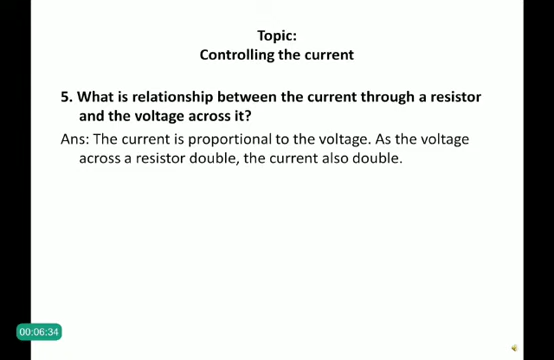 Topic:
Controlling the current
5. What is relationship between the current through a resistor
and the voltage across it?
Ans: The current is proportional to the voltage. As the voltage
across a resistor double, the current also double.
00:06:34